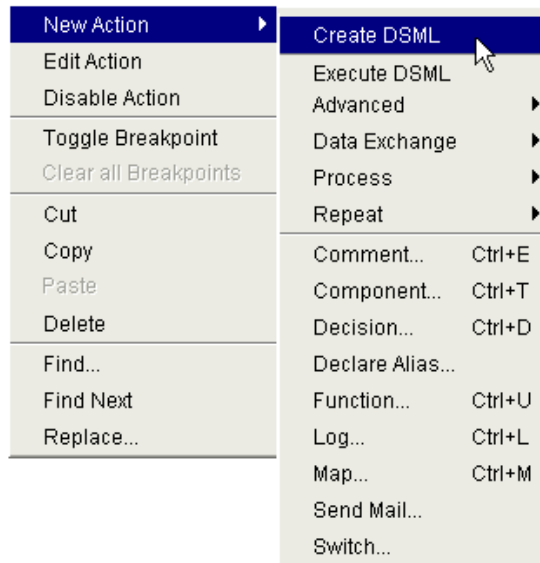 New Action
Edit Action
Disable Action
Toggle Breakpoint
Clear all Breakpoints
Cut
Copy
Paste
Delete
Find...
Find Next
Replace...
Create DSML
Execute DSML
Advanced
Data Exchange
Process
Repeat
Comment... Ctrl+E
Component... Ctrl+T
Decision... Ctrl+D
Declare Alias...
Function... Ctrl+U
Log... Ctrl+L
Map... Ctrl+M
Send Mail...
Switch...